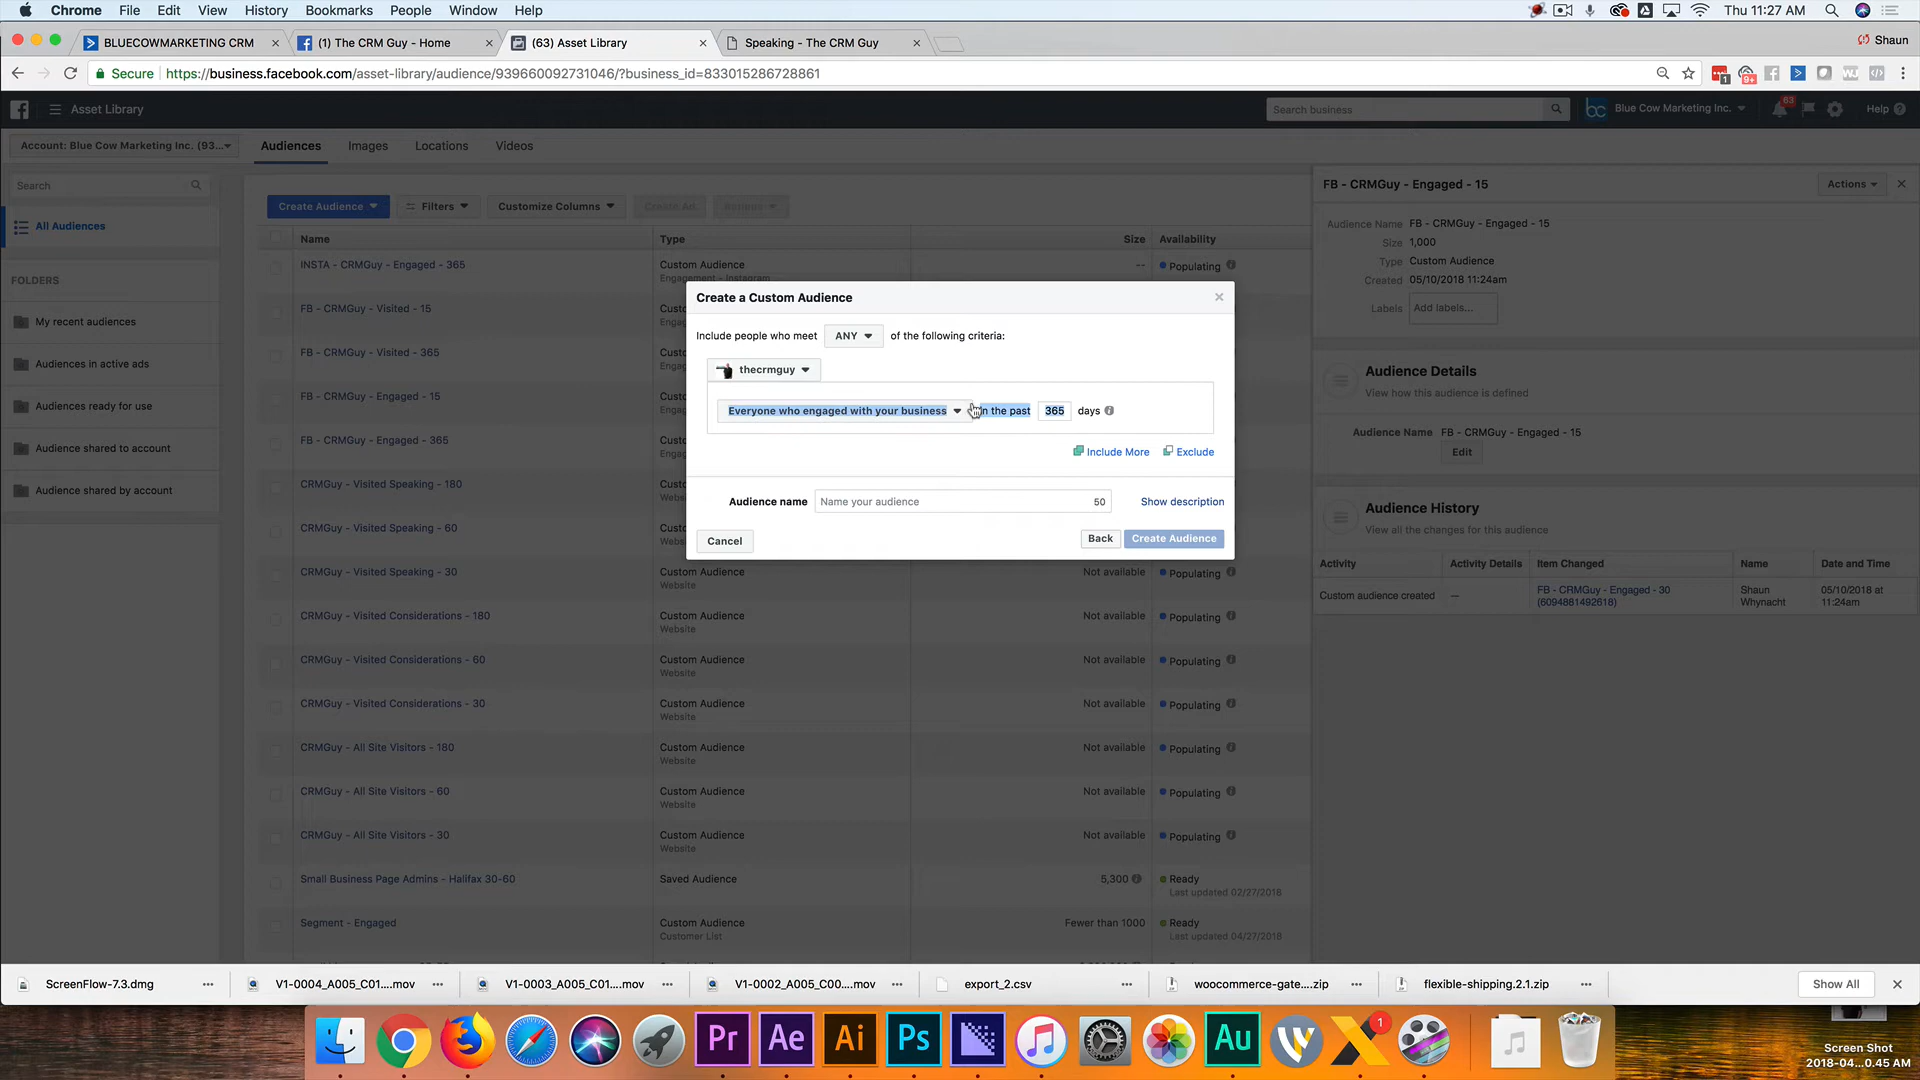 Chrome File Edit View History Bookmarks People Window Help Thu 11:27 AM
BLUECOWMARKETING CRM (1) The CRM Guy - Home (63) Asset Library Speaking - The CRM Guy Shaun
Secure https://business.facebook.com/asset-library/audience/939660092731046/?business_id=833015286728861
Asset Library Search business Blue Cow Marketing Inc. 63 Help
Account: Blue Cow Marketing Inc. (93... Audiences Images Locations Videos
Search
All Audiences
FOLDERS
My recent audiences
Audiences in active ads
Audiences ready for use
Audience shared to account
Audience shared by account
Create Audience Filters Customize Columns Create Ad
Name Type Size Availability
INSTA - CRMGuy - Engaged - 365 Custom Audience -- Populating
Engagement - Instagram
FB - CRMGuy - Visited - 15
FB - CRMGuy - Visited - 365
FB - CRMGuy - Engaged - 15
FB - CRMGuy - Engaged - 365
CRMGuy - Visited Speaking - 180
CRMGuy - Visited Speaking - 60
CRMGuy - Visited Speaking - 30 Custom Audience Not available Populating
Website
CRMGuy - Visited Considerations - 180 Custom Audience Not available Populating
Website
CRMGuy - Visited Considerations - 60 Custom Audience Not available Populating
Website
CRMGuy - Visited Considerations - 30 Custom Audience Not available Populating
Website
CRMGuy - All Site Visitors - 180 Custom Audience Not available Populating
Website
CRMGuy - All Site Visitors - 60 Custom Audience Not available Populating
Website
CRMGuy - All Site Visitors - 30 Custom Audience Not available Populating
Website
Small Business Page Admins - Halifax 30-60 Saved Audience 5,300 Ready
Last updated 02/27/2018
Segment - Engaged Custom Audience Fewer than 1000 Ready
Customer List Last updated 04/27/2018
Create a Custom Audience
Include people who meet ANY of the following criteria:
thecrmguy
Everyone who engaged with your business in the past 365 days
Include More Exclude
Audience name Name your audience 50 Show description
Cancel Back Create Audience
FB - CRMGuy - Engaged - 15 Actions
Audience Name FB - CRMGuy - Engaged - 15
Size 1,000
Type Custom Audience
Created 05/10/2018 11:24am
Labels Add labels...
Audience Details
View how this audience is defined
Audience Name FB - CRMGuy - Engaged - 15
Edit
Audience History
View all the changes for this audience
Activity Activity Details Item Changed Name Date and Time
Custom audience created — FB - CRMGuy - Engaged - 30 (6094881492618) Shaun Whynacht 05/10/2018 at 11:24am
ScreenFlow-7.3.dmg V1-0004_A005_C01....mov V1-0003_A005_C01....mov V1-0002_A005_C00....mov export_2.csv woocommerce-gate....zip flexible-shipping.2.1.zip Show All
Pr Ae Ai Ps Au 1
Screen Shot
2018-04...0.45 AM